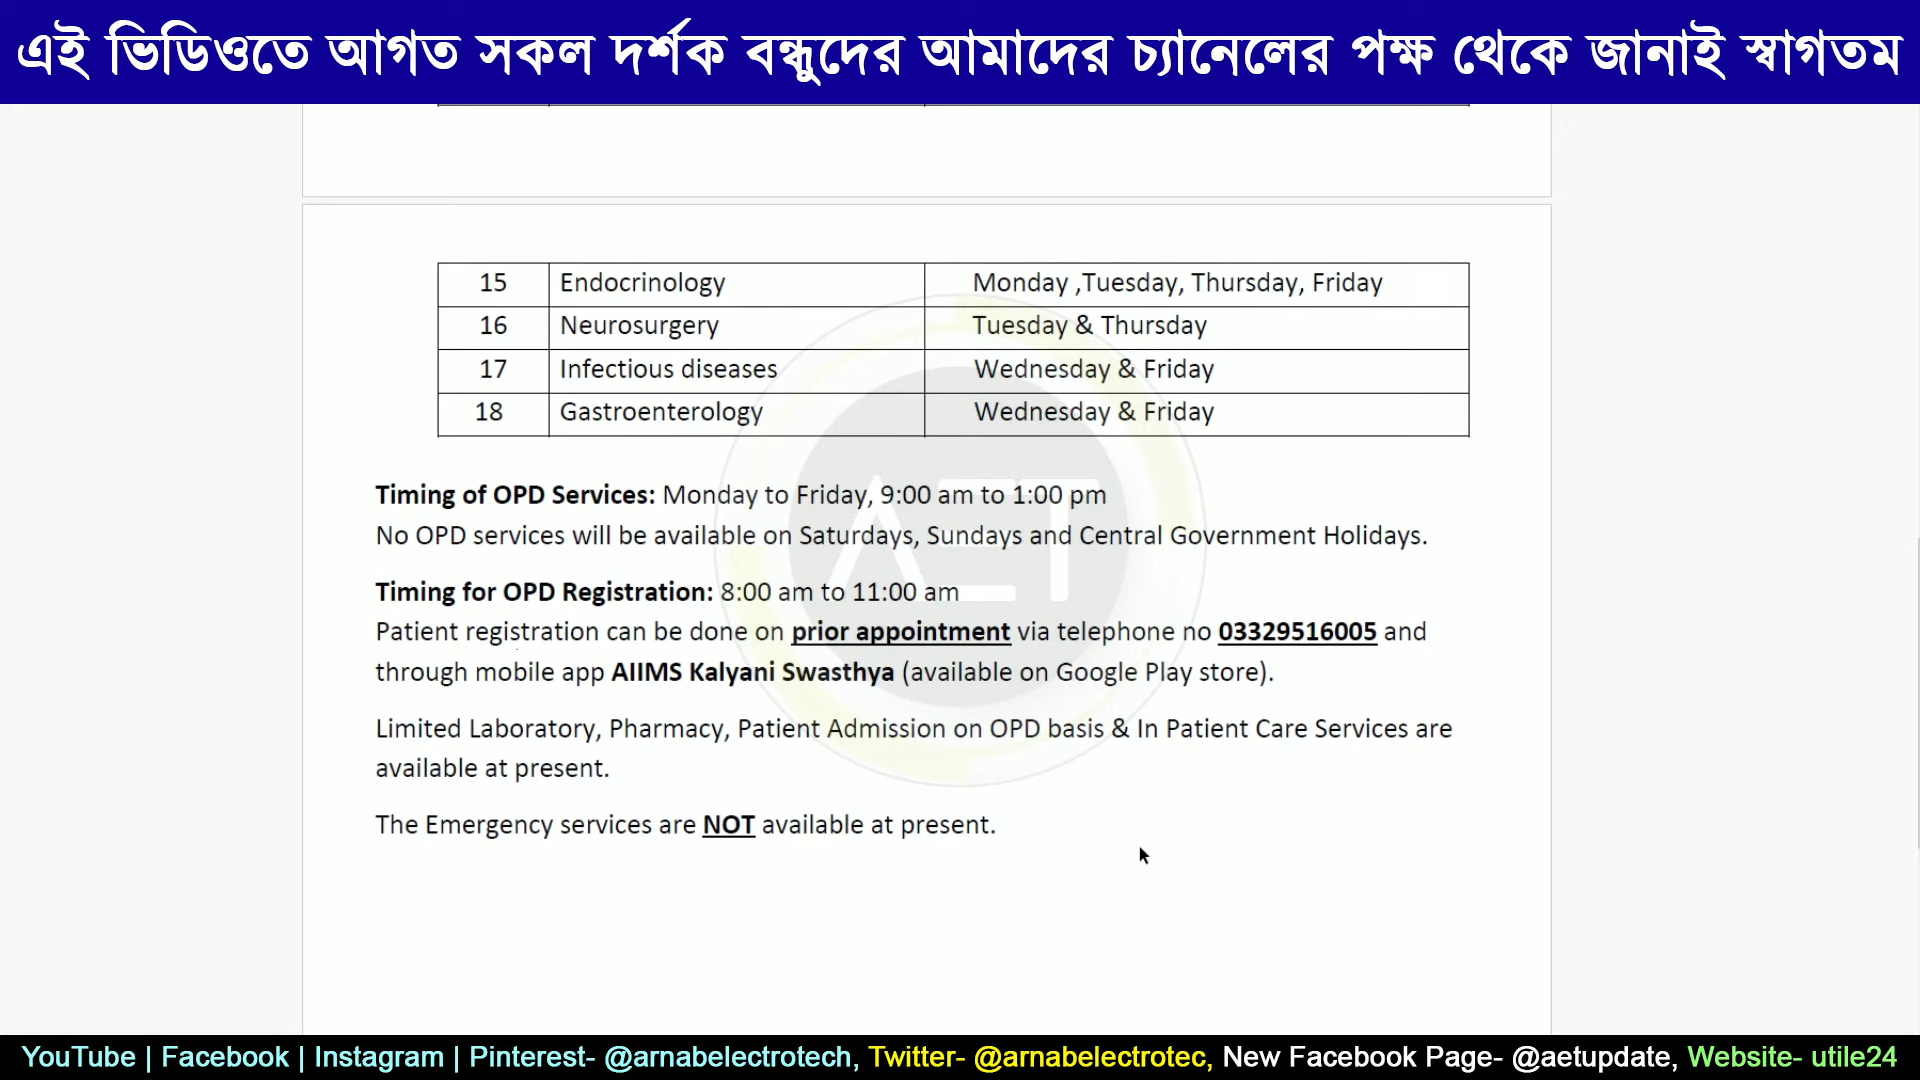 এই ভিডিওতে আগত সকল দর্শক বন্ধুদের আমাদের চ্যানেলের পক্ষ থেকে জানাই স্বাগতম
15 Endocrinology Monday ,Tuesday, Thursday, Friday
16 Neurosurgery Tuesday & Thursday
17 Infectious diseases Wednesday & Friday
18 Gastroenterology Wednesday & Friday
AET
Timing of OPD Services: Monday to Friday, 9:00 am to 1:00 pm
No OPD services will be available on Saturdays, Sundays and Central Government Holidays.
Timing for OPD Registration: 8:00 am to 11:00 am
Patient registration can be done on prior appointment via telephone no 03329516005 and
through mobile app AIIMS Kalyani Swasthya (available on Google Play store).
Limited Laboratory, Pharmacy, Patient Admission on OPD basis & In Patient Care Services are
available at present.
The Emergency services are NOT available at present.
YouTube | Facebook | Instagram | Pinterest- @arnabelectrotech, Twitter- @arnabelectrotec, New Facebook Page- @aetupdate, Website- utile24